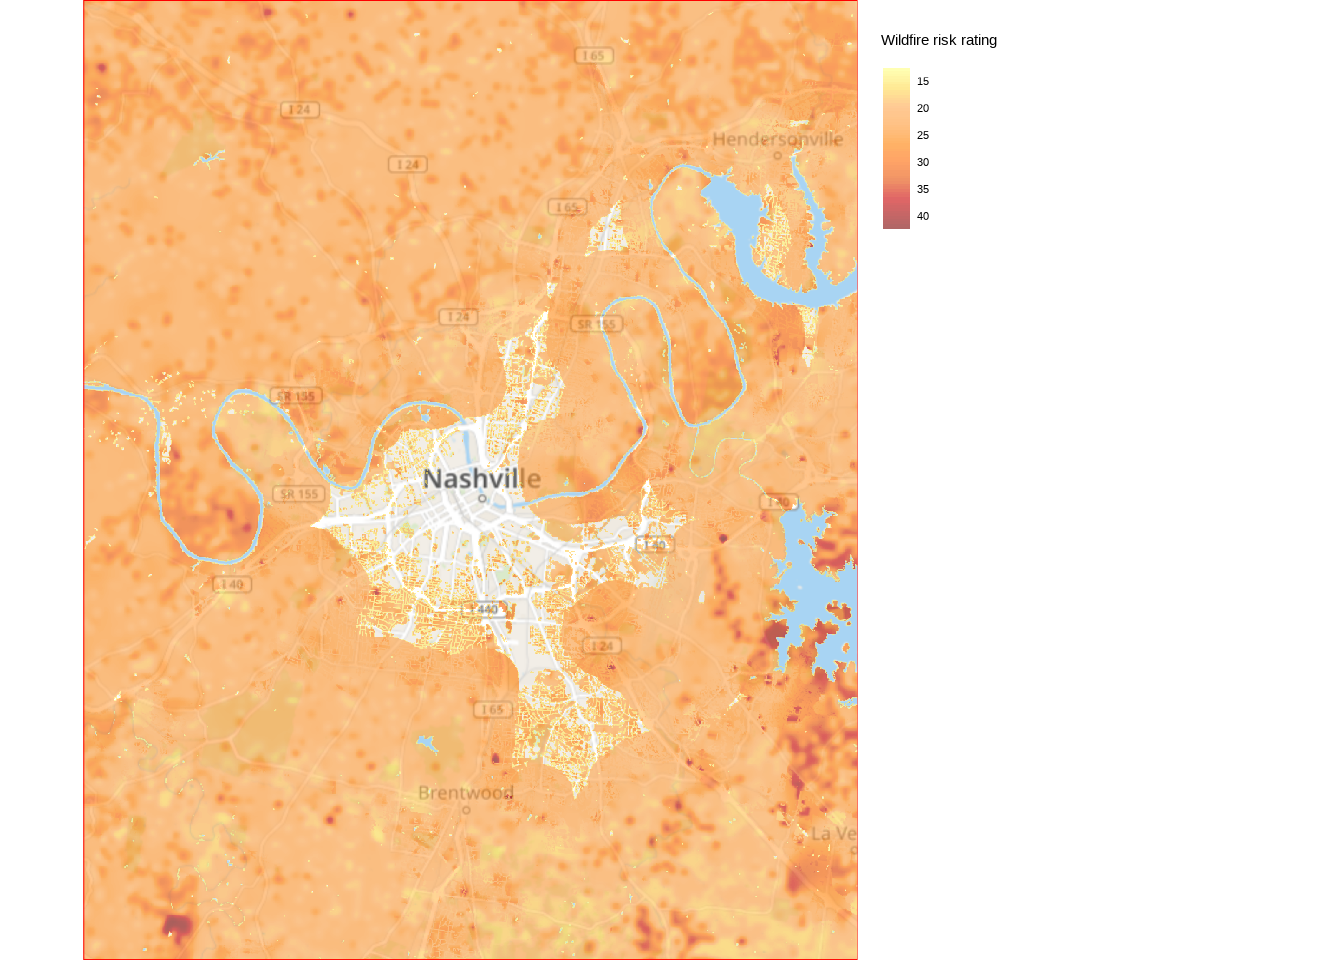 Wildfire risk rating
15
20
25
30
35
40
I 65
I 24
Hendersonville
I 24
I 65
I 24
SR 155
SR 155
Nashville
SR 155
I 40
I 40
I 40
I 440
I 24
I 65
Brentwood
La Ve